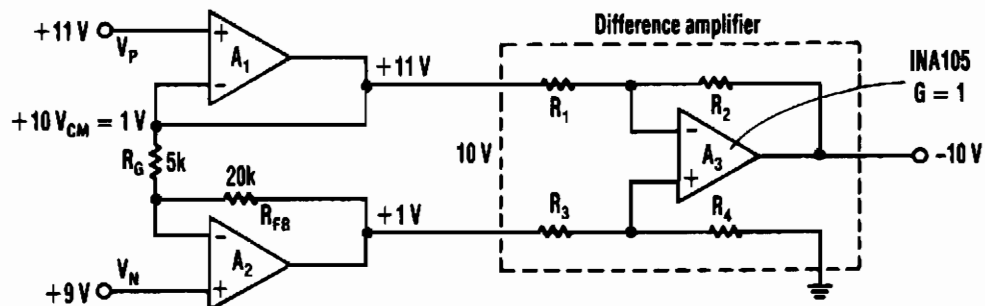 Difference amplifier
+11 V
V_P
+
A_1
−
+11 V
INA105
G = 1
R_1
R_2
+10 V_CM = 1 V
R_G
5k
10 V
−
A_3
+
−10 V
20k
R_FB
+1 V
R_3
R_4
−
A_2
+
V_N
+9 V